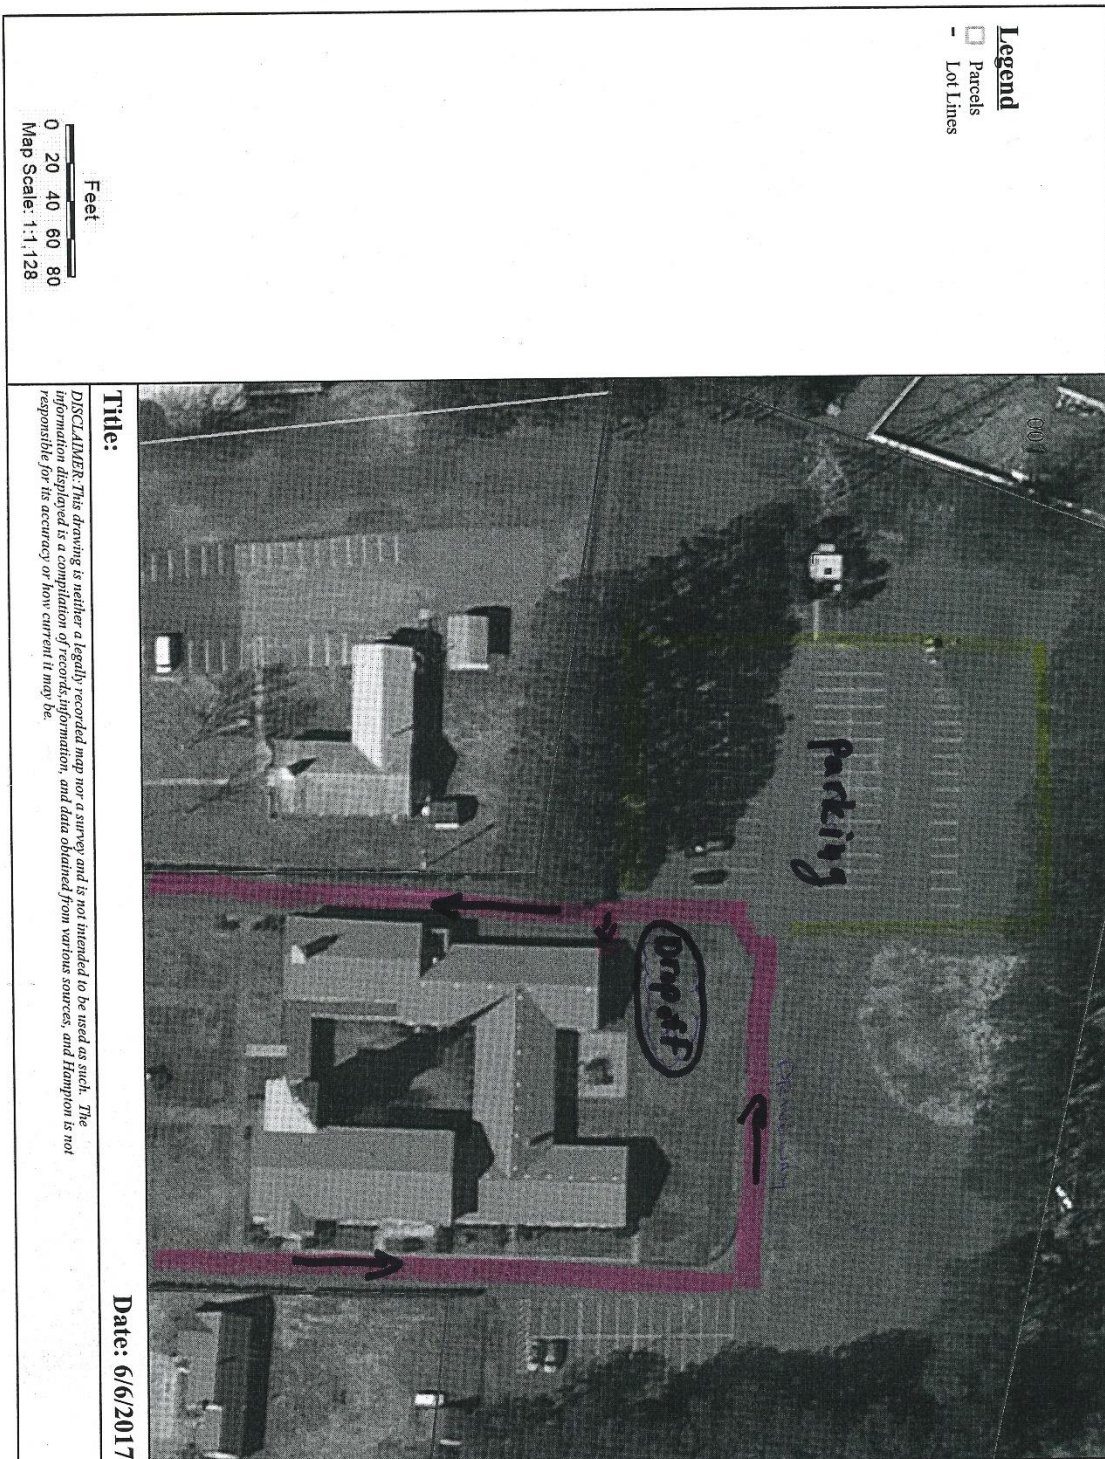 Legend
Parcels
Lot Lines
Feet
0 20 40 60 80
Map Scale: 1:1,128
001
Parking
Drop off
Title:
Date: 6/6/2017
DISCLAIMER:This drawing is neither a legally recorded map nor a survey and is not intended to be used as such. The
information displayed is a compilation of records,information, and data obtained from various sources, and Hampton is not
responsible for its accuracy or how current it may be.